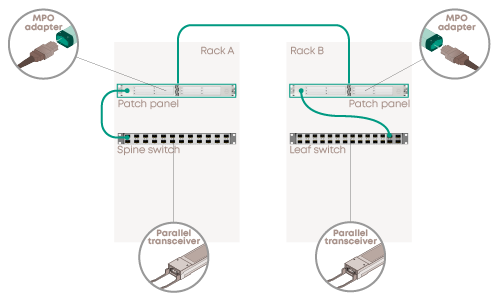 MPO
adapter
MPO
adapter
Rack A
Rack B
Patch panel
Patch panel
Spine switch
Leaf switch
Parallel
transceiver
Parallel
transceiver